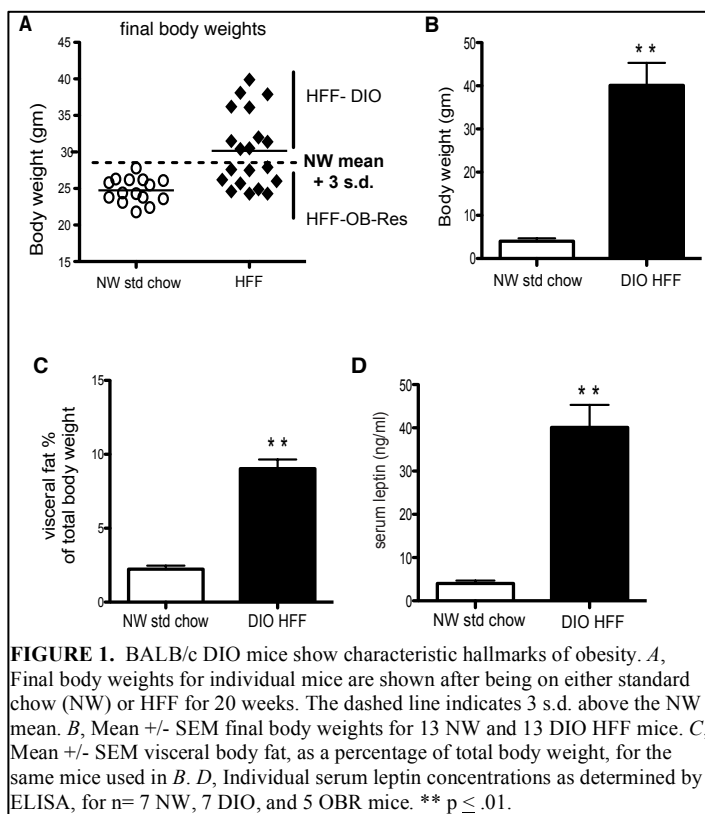 A
final body weights
Body weight (gm)
45
40
35
30
25
20
15
HFF- DIO
NW mean
+ 3 s.d.
HFF-OB-Res
NW std chow
HFF
B
Body weight (gm)
50
40
30
20
10
0
* *
NW std chow
DIO HFF
C
visceral fat %
of total body weight
15
10
5
0
* *
NW std chow
DIO HFF
D
serum leptin (ng/ml)
50
40
30
20
10
0
* *
NW std chow
DIO HFF
FIGURE 1. BALB/c DIO mice show characteristic hallmarks of obesity. A,
Final body weights for individual mice are shown after being on either standard
chow (NW) or HFF for 20 weeks. The dashed line indicates 3 s.d. above the NW
mean. B, Mean +/- SEM final body weights for 13 NW and 13 DIO HFF mice. C,
Mean +/- SEM visceral body fat, as a percentage of total body weight, for the
same mice used in B. D, Individual serum leptin concentrations as determined by
ELISA, for n= 7 NW, 7 DIO, and 5 OBR mice. ** p ≤ .01.